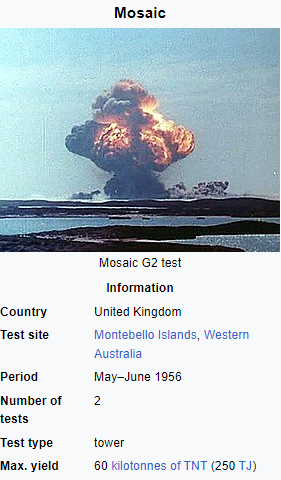 Mosaic
Mosaic G2 test
Information
Country United Kingdom
Test site Montebello Islands, Western
Australia
Period May–June 1956
Number of 2
tests
Test type tower
Max. yield 60 kilotonnes of TNT (250 TJ)